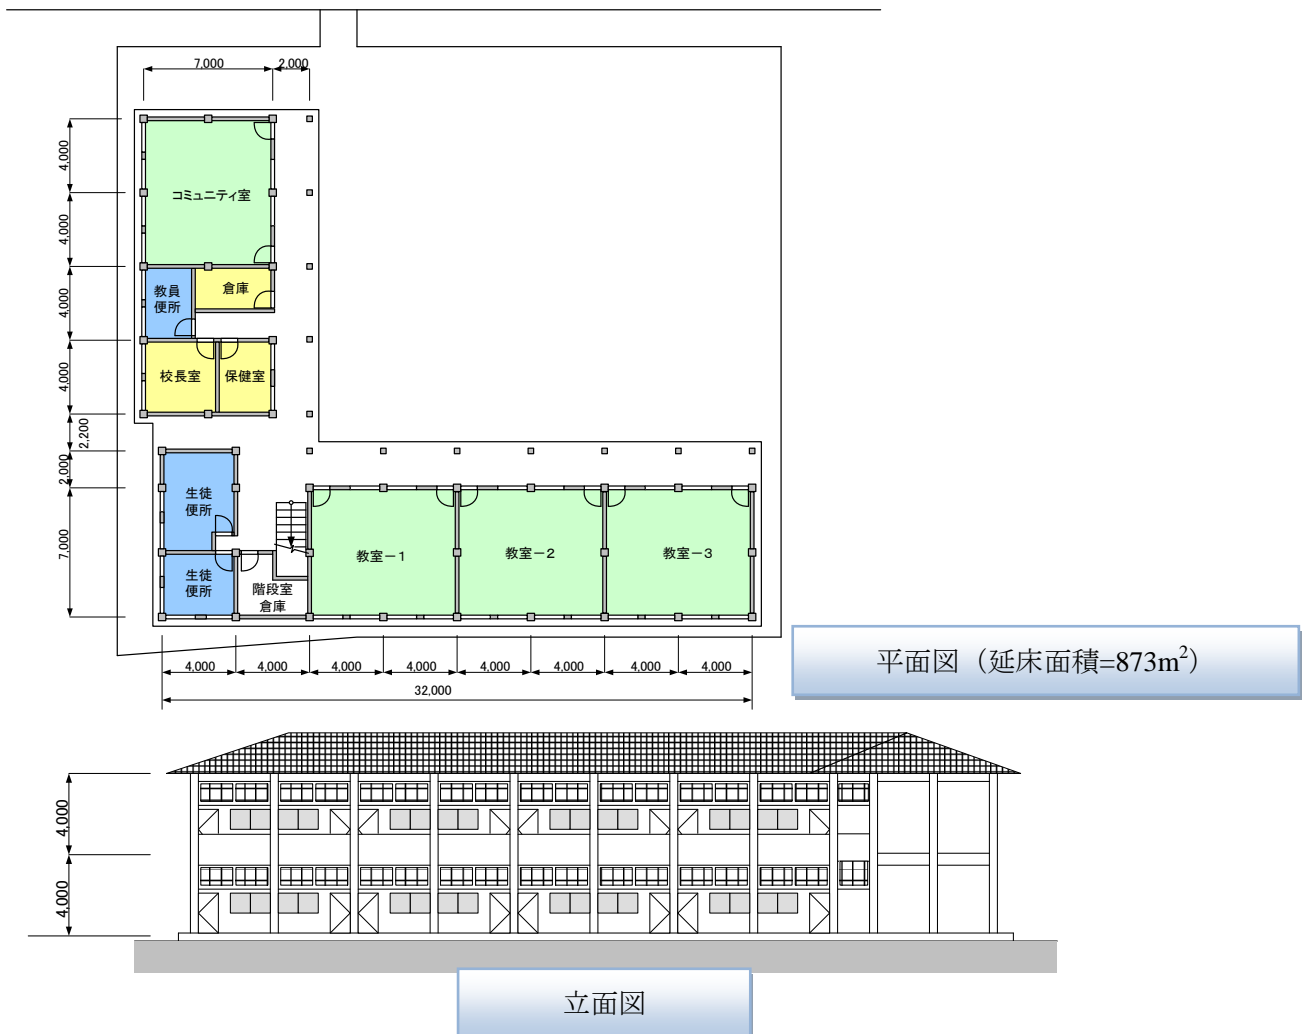 7,000
2,000
4,000
4,000
4,000
4,000
2,200
2,000
7,000
コミュニティ室
教員
便所
倉庫
校長室
保健室
生徒
便所
生徒
便所
階段室
倉庫
教室－1
教室－2
教室－3
4,000
4,000
4,000
4,000
4,000
4,000
4,000
4,000
32,000
平面図（延床面積=873m²）
4,000
4,000
立面図